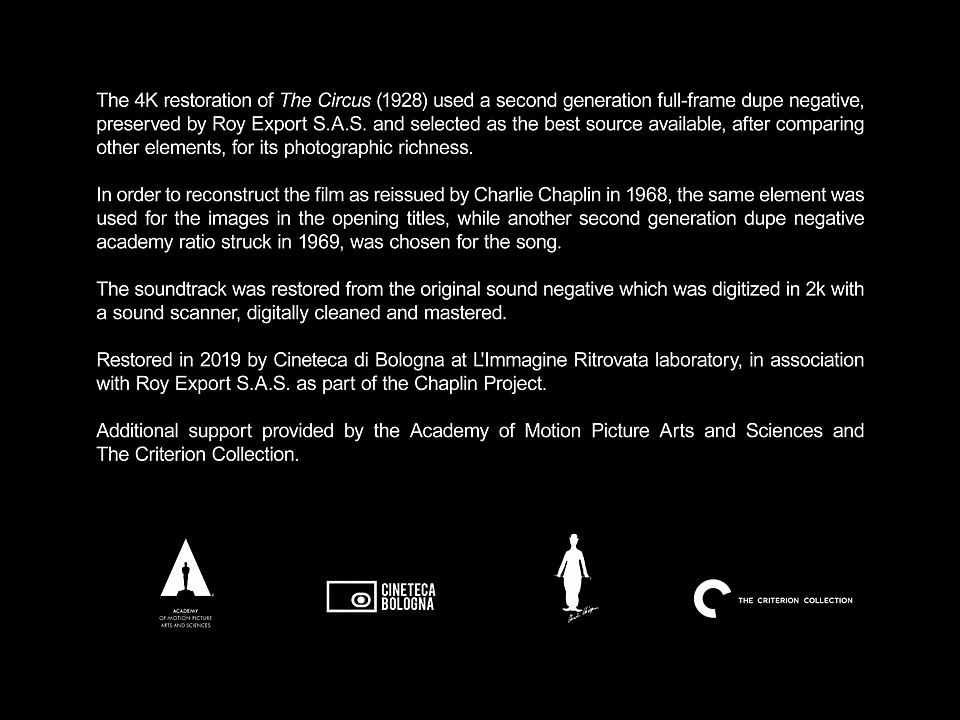 The 4K restoration of The Circus (1928) used a second generation full-frame dupe negative,
preserved by Roy Export S.A.S. and selected as the best source available, after comparing
other elements, for its photographic richness.
In order to reconstruct the film as reissued by Charlie Chaplin in 1968, the same element was
used for the images in the opening titles, while another second generation dupe negative
academy ratio struck in 1969, was chosen for the song.
The soundtrack was restored from the original sound negative which was digitized in 2k with
a sound scanner, digitally cleaned and mastered.
Restored in 2019 by Cineteca di Bologna at L'Immagine Ritrovata laboratory, in association
with Roy Export S.A.S. as part of the Chaplin Project.
Additional support provided by the Academy of Motion Picture Arts and Sciences and
The Criterion Collection.
ACADEMY
OF MOTION PICTURE
ARTS AND SCIENCES
CINETECA
BOLOGNA
THE CRITERION COLLECTION